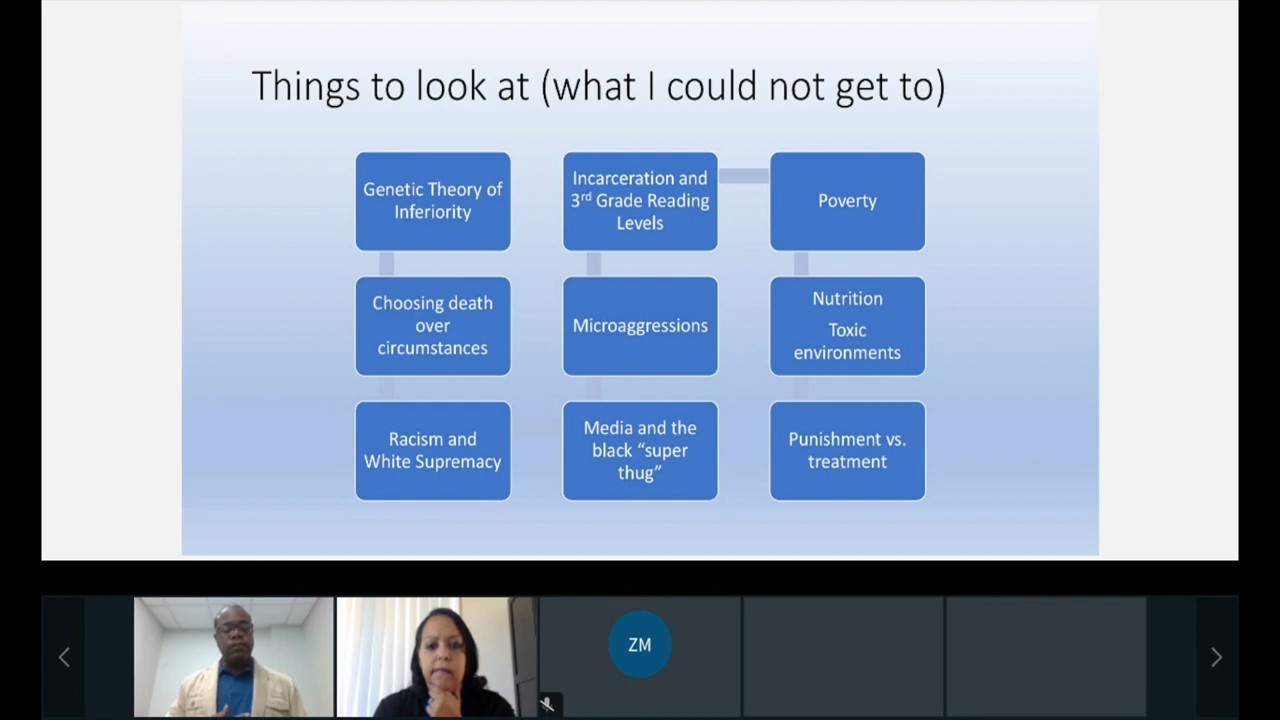 Things to look at (what I could not get to)
Genetic Theory of
Inferiority
Choosing death
over
circumstances
Racism and
White Supremacy
Incarceration and
3rd Grade Reading
Levels
Microaggressions
Media and the
black “super
thug”
Poverty
Nutrition
Toxic
environments
Punishment vs.
treatment
ZM